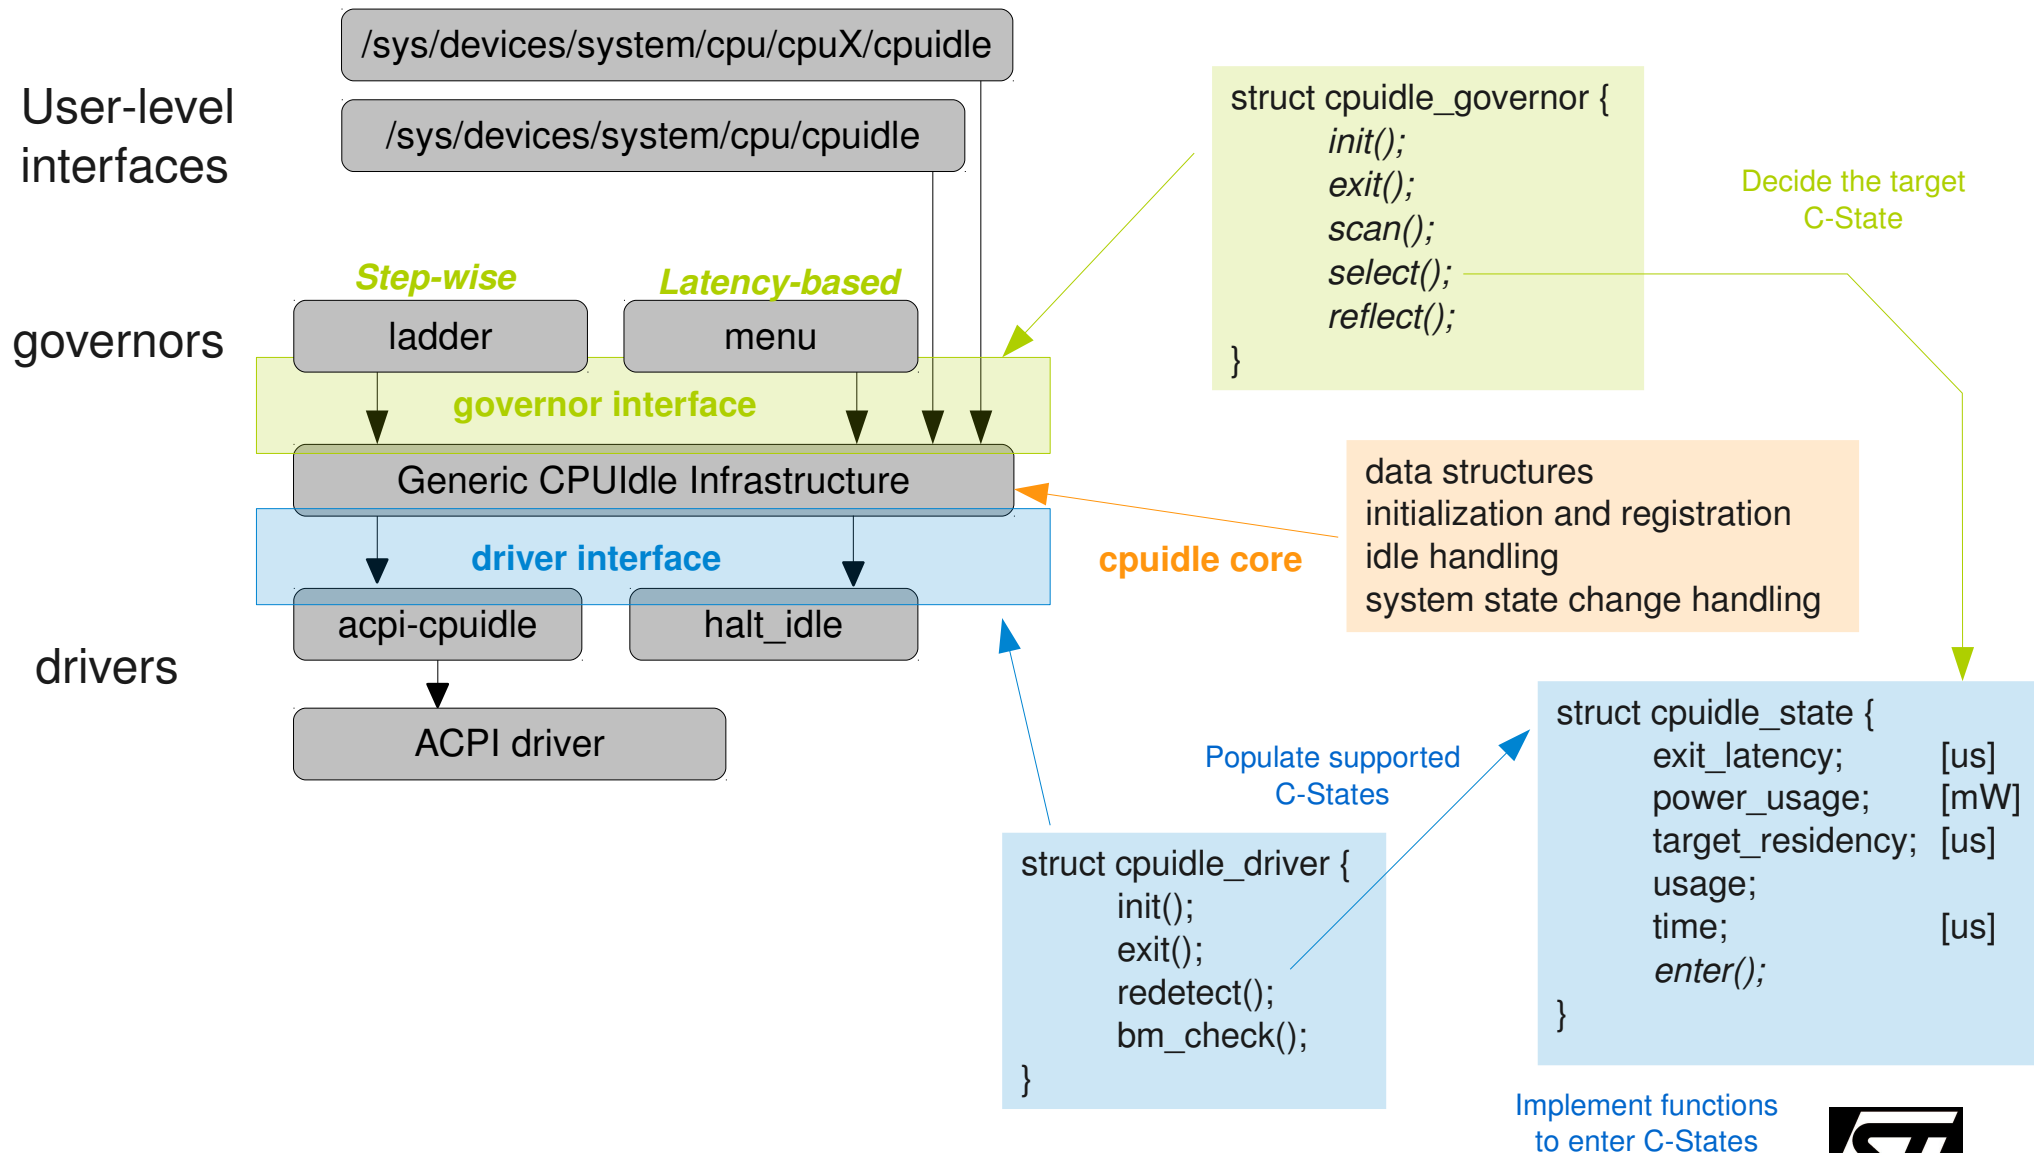 /sys/devices/system/cpu/cpuX/cpuidle
User-level
interfaces
/sys/devices/system/cpu/cpuidle
struct cpuidle_governor {
init();
exit();
scan();
select();
reflect();
}
Decide the target
C-State
Step-wise
Latency-based
governors
ladder
menu
governor interface
Generic CPUIdle Infrastructure
data structures
initialization and registration
idle handling
system state change handling
driver interface
cpuidle core
acpi-cpuidle
halt_idle
drivers
ACPI driver
Populate supported
C-States
struct cpuidle_state {
exit_latency; [us]
power_usage; [mW]
target_residency; [us]
usage;
time; [us]
enter();
}
struct cpuidle_driver {
init();
exit();
redetect();
bm_check();
}
Implement functions
to enter C-States